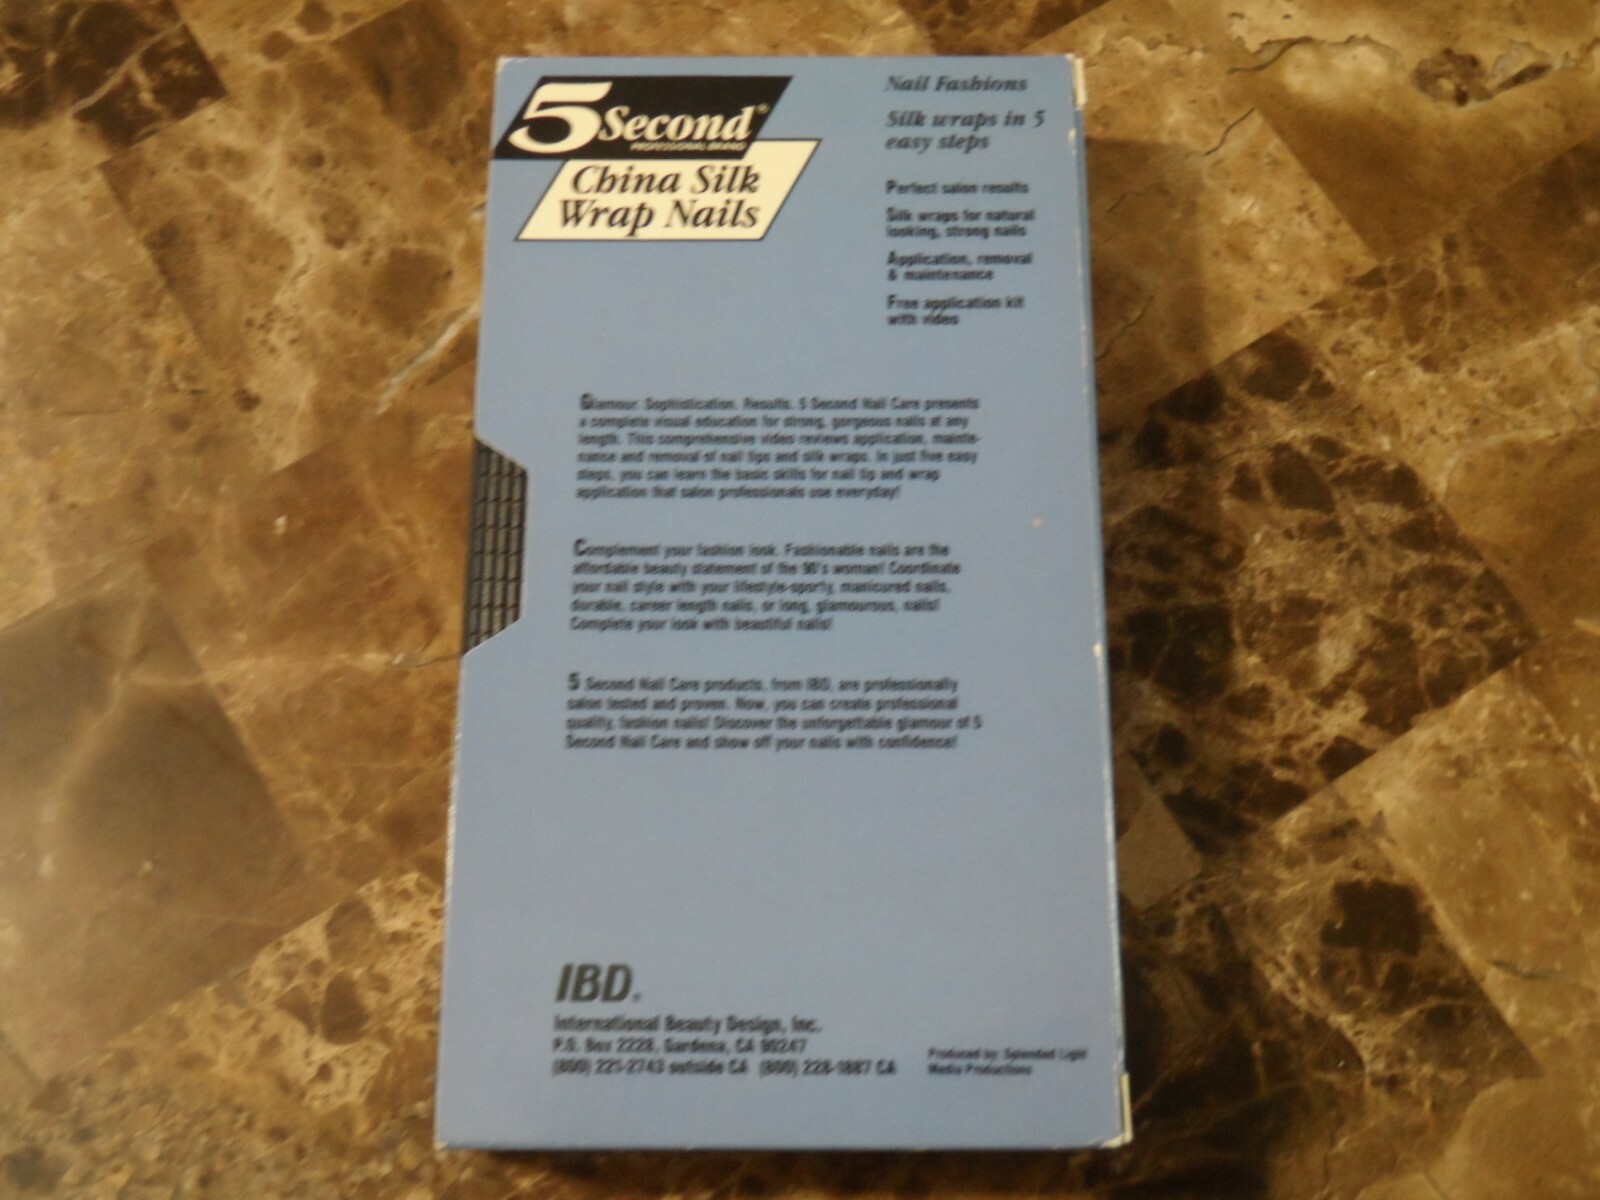 5 Second®
PROFESSIONAL BRAND
China Silk
Wrap Nails
Nail Fashions
Silk wraps in 5
easy steps
Perfect salon results
Silk wraps for natural
looking, strong nails
Application, removal
& maintenance
Free application kit
with video
Glamour. Sophistication. Results. 5 Second Nail Care presents
a complete visual education for strong, gorgeous nails at any
length. This comprehensive video reviews application, mainte-
nance and removal of nail tips and silk wraps. In just five easy
steps, you can learn the basic skills for nail tip and wrap
application that salon professionals use everyday!
Complement your fashion look. Fashionable nails are the
affordable beauty statement of the 90's woman! Coordinate
your nail style with your lifestyle-sporty, manicured nails,
durable, career length nails, or long, glamourous, nails!
Complete your look with beautiful nails!
5 Second Nail Care products, from IBD, are professionally
salon tested and proven. Now, you can create professional
quality, fashion nails! Discover the unforgettable glamour of 5
Second Nail Care and show off your nails with confidence!
IBD®
International Beauty Design, Inc.
P.O. Box 2228, Gardena, CA 90247
(800) 221-2743 outside CA (800) 228-1887 CA
Produced by: Splended Light
Media Productions